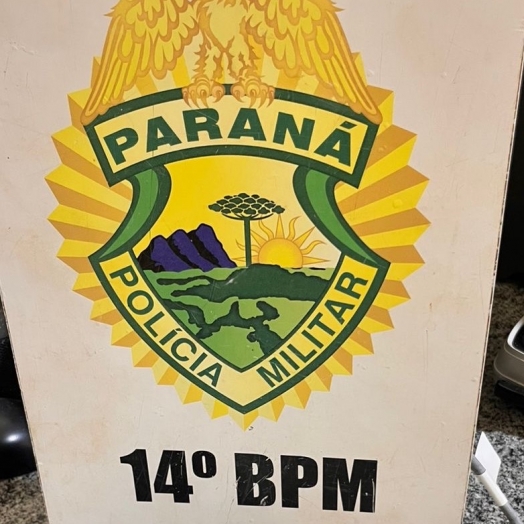 PARANÁ
POLÍCIA MILITAR
14º BPM